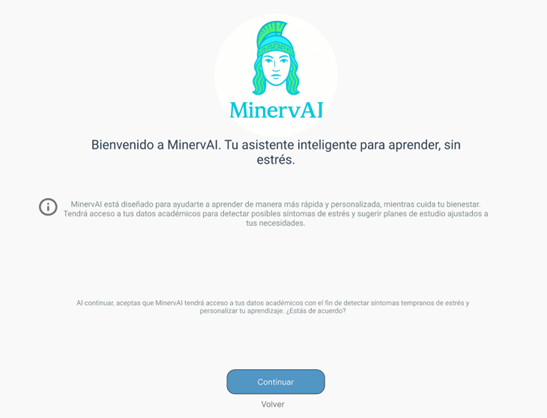 MinervAI
Bienvenido a MinervAI. Tu asistente inteligente para aprender, sin
estrés.
MinervAI está diseñado para ayudarte a aprender de manera más rápida y personalizada, mientras cuida tu bienestar.
Tendrá acceso a tus datos académicos para detectar posibles síntomas de estrés y sugerir planes de estudio ajustados a
tus necesidades.
Al continuar, aceptas que MinervAI tendrá acceso a tus datos académicos con el fin de detectar síntomas tempranos de estrés y
personalizar tu aprendizaje. ¿Estás de acuerdo?
Continuar
Volver